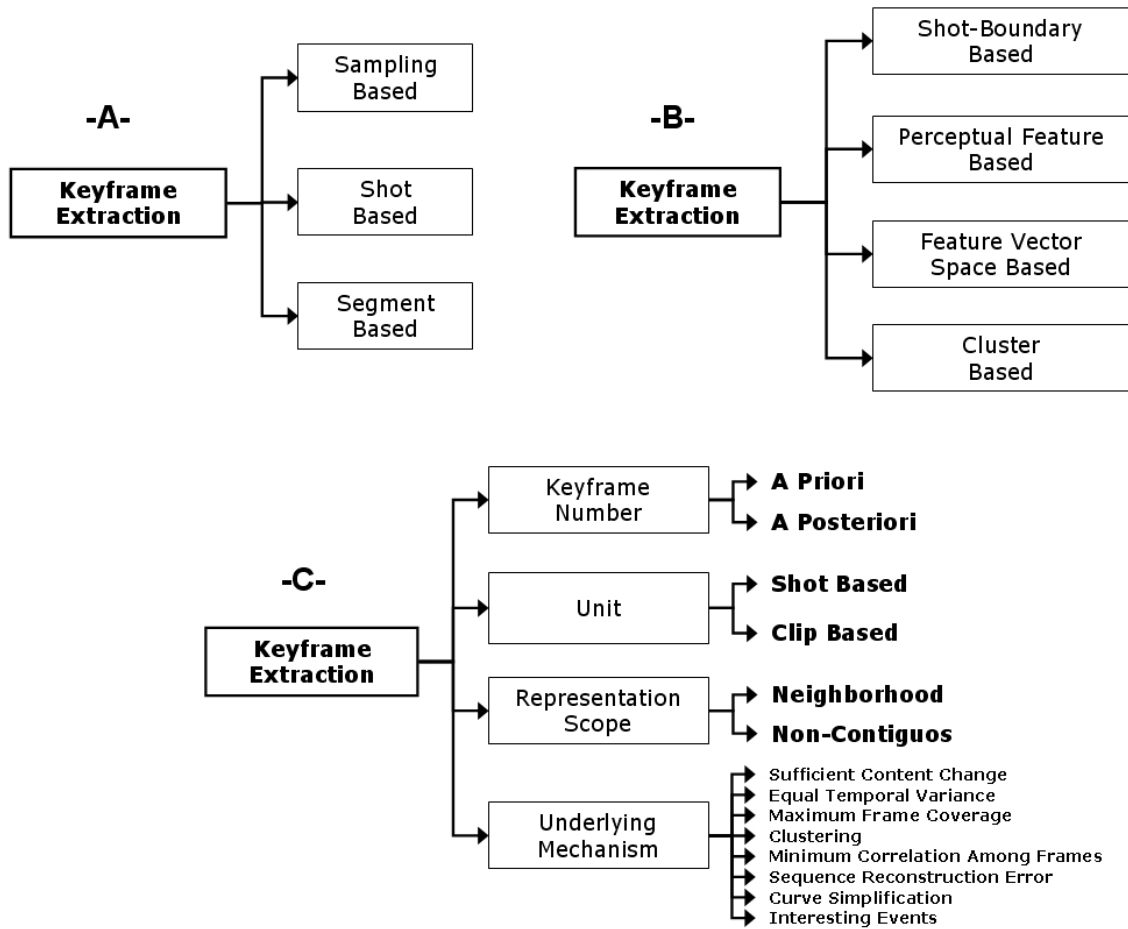 -A-
Keyframe
Extraction
Sampling
Based
Shot
Based
Segment
Based
-B-
Keyframe
Extraction
Shot-Boundary
Based
Perceptual Feature
Based
Feature Vector
Space Based
Cluster
Based
-C-
Keyframe
Extraction
Keyframe
Number
A Priori
A Posteriori
Unit
Shot Based
Clip Based
Representation
Scope
Neighborhood
Non-Contiguos
Underlying
Mechanism
Sufficient Content Change
Equal Temporal Variance
Maximum Frame Coverage
Clustering
Minimum Correlation Among Frames
Sequence Reconstruction Error
Curve Simplification
Interesting Events